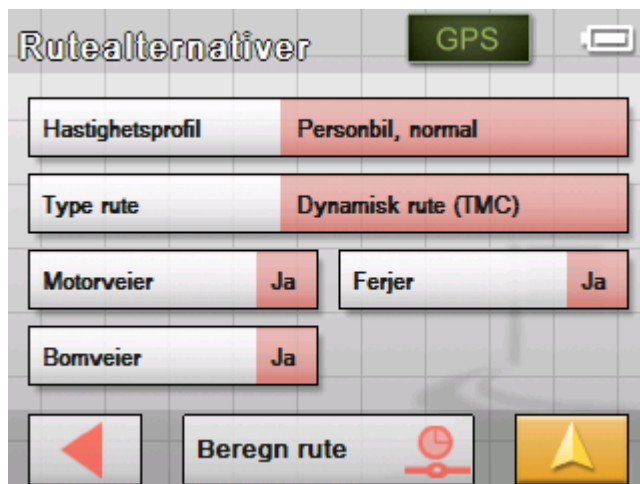 Rutealternativer
GPS
Hastighetsprofil Personbil, normal
Type rute Dynamisk rute (TMC)
Motorveier Ja Ferjer Ja
Bomveier Ja
Beregn rute